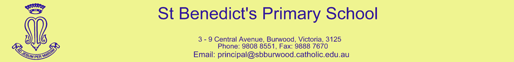 St Benedict's Primary School
3 - 9 Central Avenue, Burwood, Victoria, 3125
Phone: 9808 8551, Fax: 9888 7670
Email: principal@sbburwood.catholic.edu.au